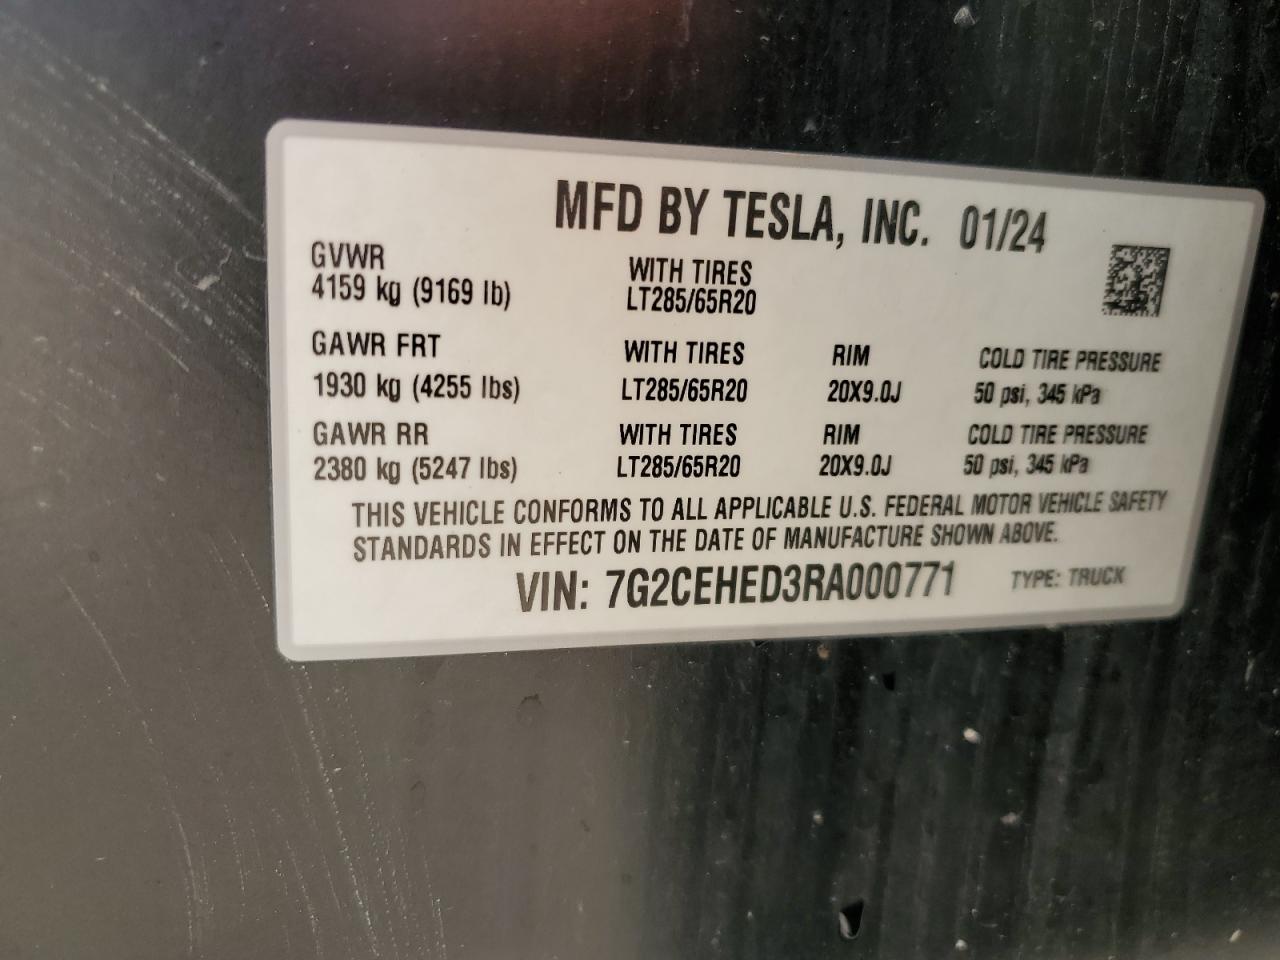 MFD BY TESLA, INC. 01/24
GVWR
4159 kg (9169 lb)
WITH TIRES
LT285/65R20
GAWR FRT WITH TIRES RIM COLD TIRE PRESSURE
1930 kg (4255 lbs) LT285/65R20 20X9.0J 50 psi, 345 kPa
GAWR RR WITH TIRES RIM COLD TIRE PRESSURE
2380 kg (5247 lbs) LT285/65R20 20X9.0J 50 psi, 345 kPa
THIS VEHICLE CONFORMS TO ALL APPLICABLE U.S. FEDERAL MOTOR VEHICLE SAFETY
STANDARDS IN EFFECT ON THE DATE OF MANUFACTURE SHOWN ABOVE.
VIN: 7G2CEHED3RA000771 TYPE: TRUCK